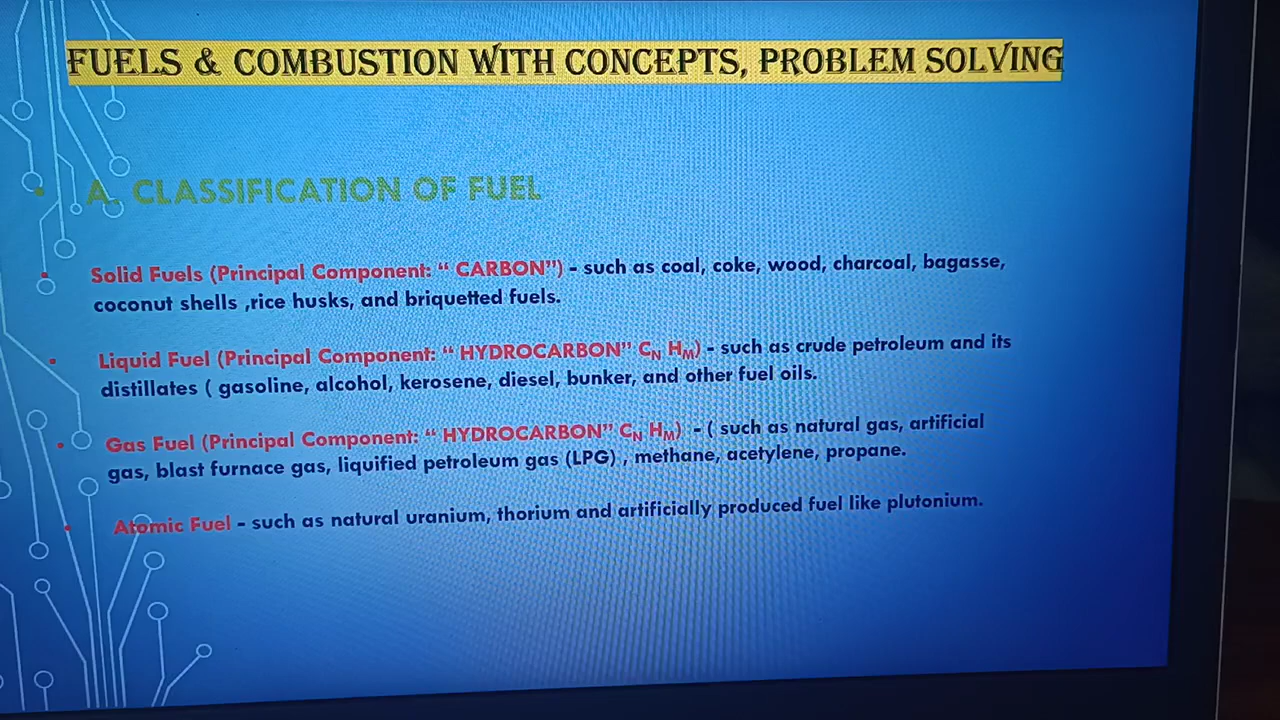 FUELS & COMBUSTION WITH CONCEPTS, PROBLEM SOLVING
• A. CLASSIFICATION OF FUEL
• Solid Fuels (Principal Component: “ CARBON”) - such as coal, coke, wood, charcoal, bagasse,
coconut shells ,rice husks, and briquetted fuels.
• Liquid Fuel (Principal Component: “ HYDROCARBON” C_N H_M) - such as crude petroleum and its
distillates ( gasoline, alcohol, kerosene, diesel, bunker, and other fuel oils.
• Gas Fuel (Principal Component: “ HYDROCARBON” C_N H_M) - ( such as natural gas, artificial
gas, blast furnace gas, liquified petroleum gas (LPG) , methane, acetylene, propane.
• Atomic Fuel - such as natural uranium, thorium and artificially produced fuel like plutonium.